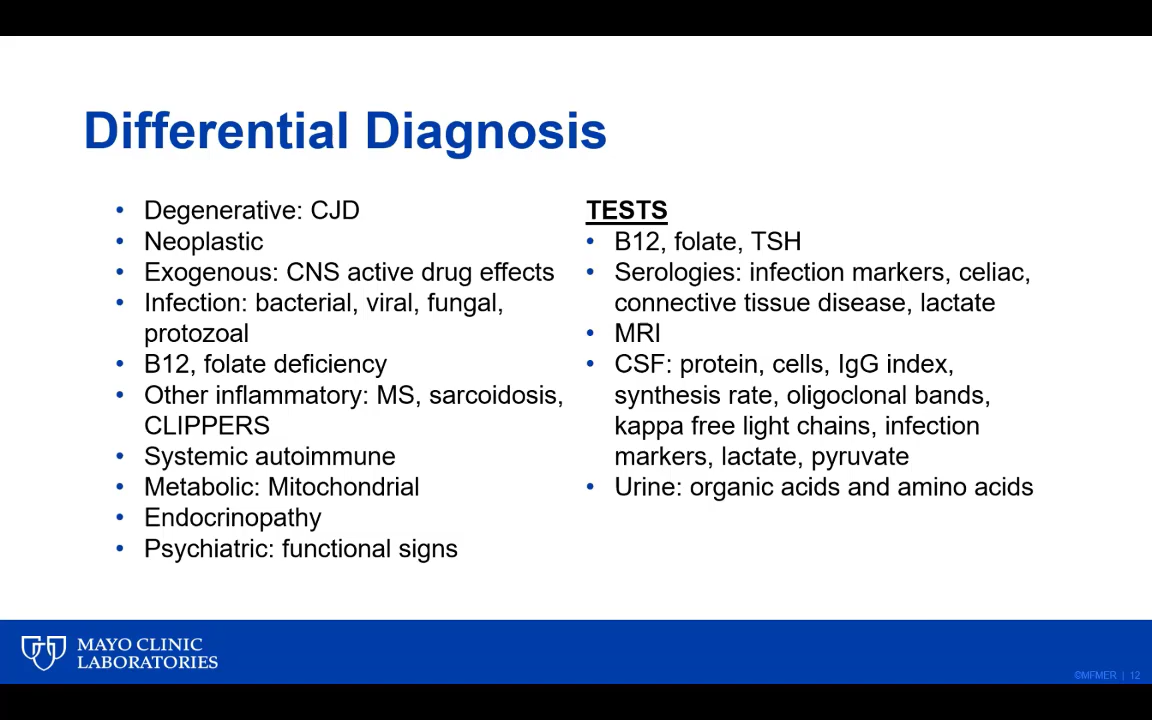 Differential Diagnosis
• Degenerative: CJD
• Neoplastic
• Exogenous: CNS active drug effects
• Infection: bacterial, viral, fungal,
protozoal
• B12, folate deficiency
• Other inflammatory: MS, sarcoidosis,
CLIPPERS
• Systemic autoimmune
• Metabolic: Mitochondrial
• Endocrinopathy
• Psychiatric: functional signs
TESTS
• B12, folate, TSH
• Serologies: infection markers, celiac,
connective tissue disease, lactate
• MRI
• CSF: protein, cells, IgG index,
synthesis rate, oligoclonal bands,
kappa free light chains, infection
markers, lactate, pyruvate
• Urine: organic acids and amino acids
MAYO CLINIC
LABORATORIES
©MFMER | 12